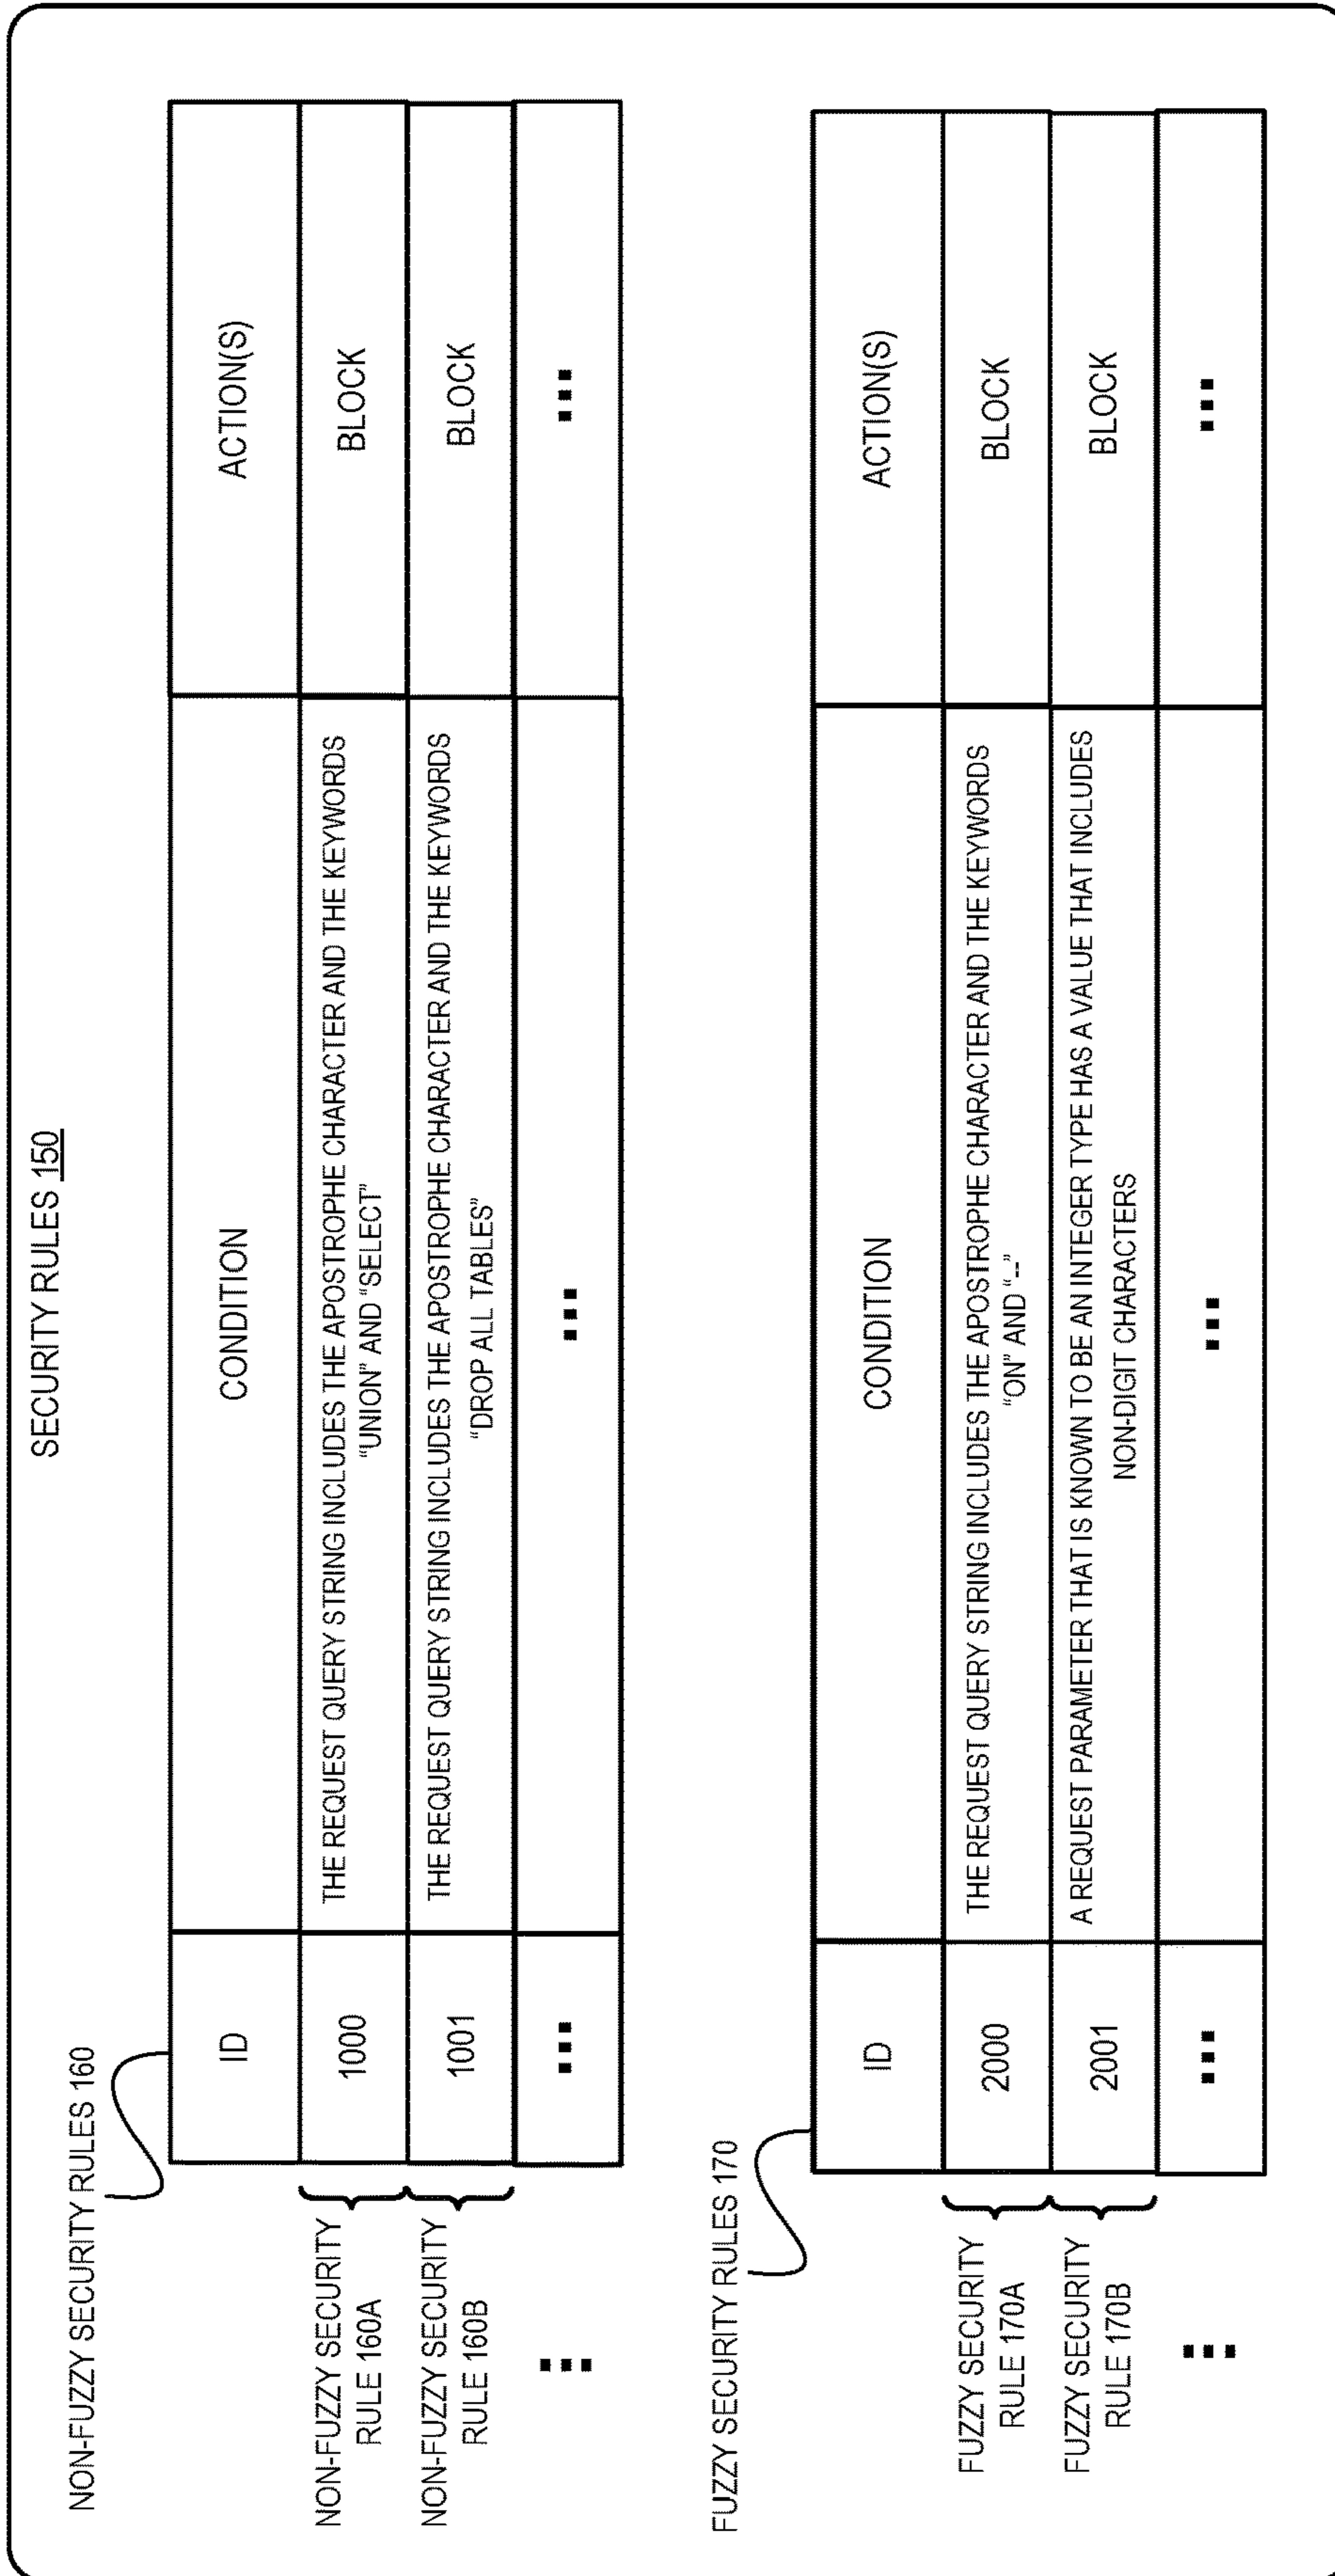 SECURITY RULES 150
NON-FUZZY SECURITY RULES 160
ID
CONDITION
ACTION(S)
NON-FUZZY SECURITY
RULE 160A
1000
THE REQUEST QUERY STRING INCLUDES THE APOSTROPHE CHARACTER AND THE KEYWORDS
“UNION” AND “SELECT”
BLOCK
NON-FUZZY SECURITY
RULE 160B
1001
THE REQUEST QUERY STRING INCLUDES THE APOSTROPHE CHARACTER AND THE KEYWORDS
“DROP ALL TABLES”
BLOCK
FUZZY SECURITY RULES 170
ID
CONDITION
ACTION(S)
FUZZY SECURITY
RULE 170A
2000
THE REQUEST QUERY STRING INCLUDES THE APOSTROPHE CHARACTER AND THE KEYWORDS
“ON” AND “--”
BLOCK
FUZZY SECURITY
RULE 170B
2001
A REQUEST PARAMETER THAT IS KNOWN TO BE AN INTEGER TYPE HAS A VALUE THAT INCLUDES
NON-DIGIT CHARACTERS
BLOCK